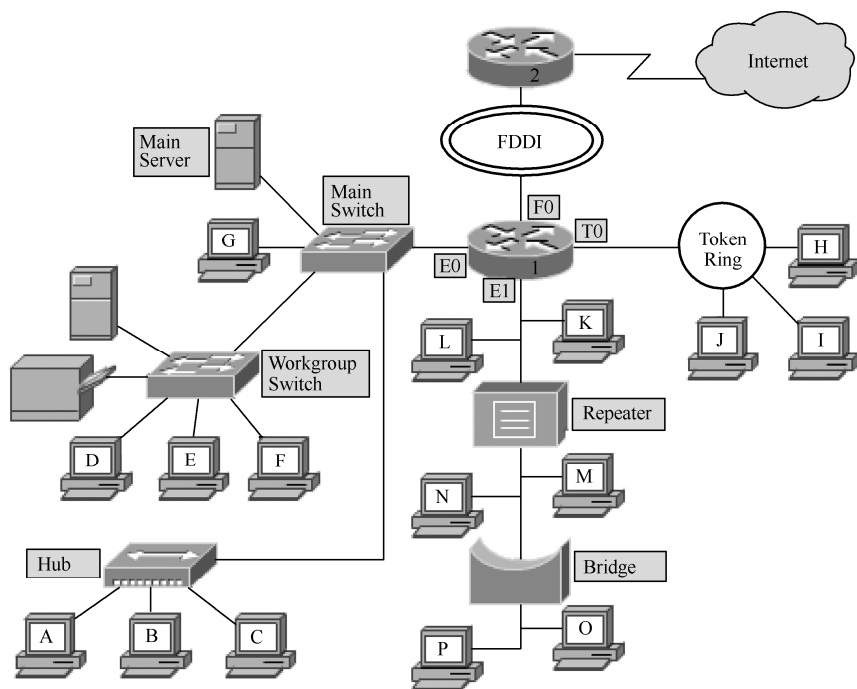 2
Internet
FDDI
Main
Server
Main
Switch
F0
T0
G
E0
1
E1
Token
Ring
H
K
L
J
I
Workgroup
Switch
Repeater
D
E
F
M
N
Hub
Bridge
A
B
C
O
P